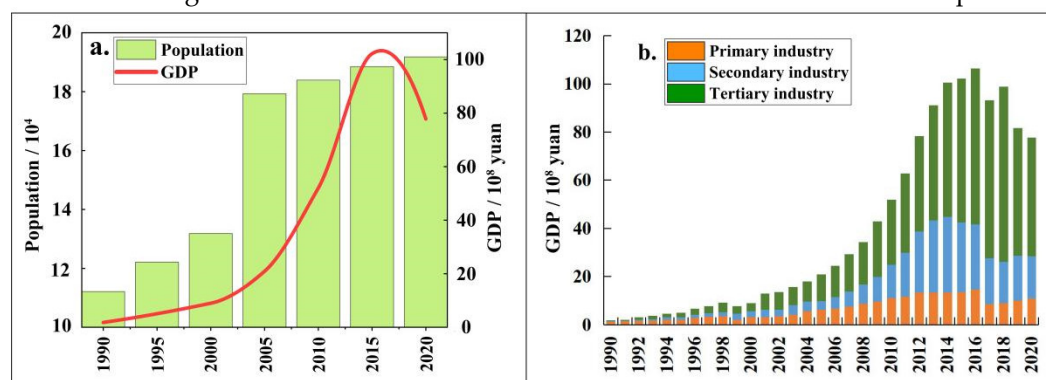 a.
Population
GDP
20
18
16
14
12
10
Population / 10⁴
100
80
60
40
20
0
GDP / 10⁸ yuan
1990 1995 2000 2005 2010 2015 2020
b.
Primary industry
Secondary industry
Tertiary industry
120
100
80
60
40
20
0
GDP / 10⁸ yuan
1990 1992 1994 1996 1998 2000 2002 2004 2006 2008 2010 2012 2014 2016 2018 2020